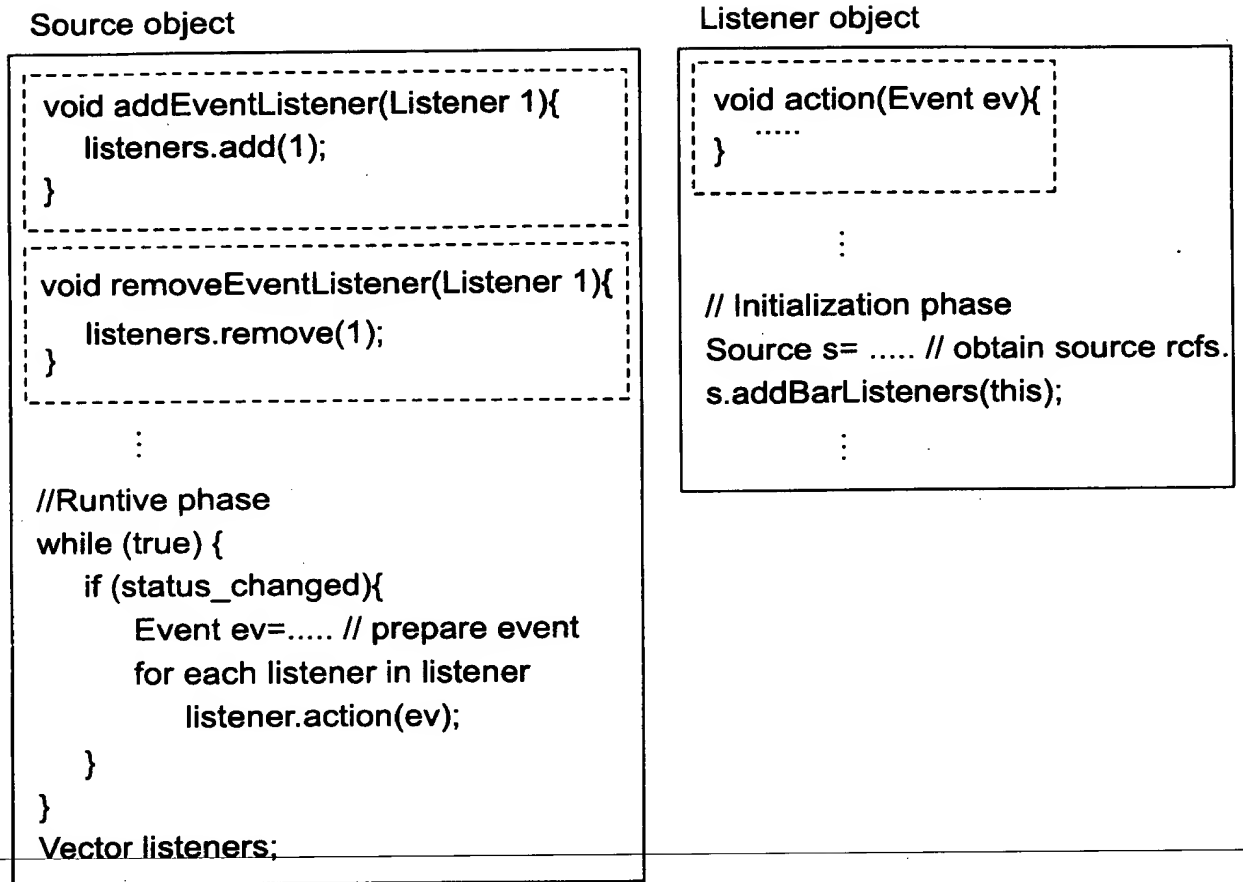 Source object
void addEventListener(Listener 1){
listeners.add(1);
}
void removeEventListener(Listener 1){
listeners.remove(1);
}
⋮
//Runtive phase
while (true) {
if (status_changed){
Event ev=..... // prepare event
for each listener in listener
listener.action(ev);
}
}
Vector listeners;
Listener object
void action(Event ev){
.....
}
⋮
// Initialization phase
Source s= ..... // obtain source rcfs.
s.addBarListeners(this);
⋮